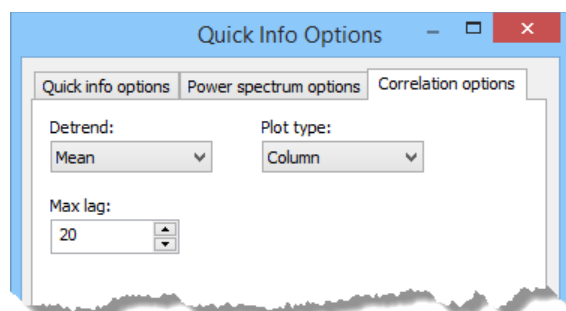 Quick Info Options
Quick info options Power spectrum options Correlation options
Detrend: Plot type:
Mean Column
Max lag:
20